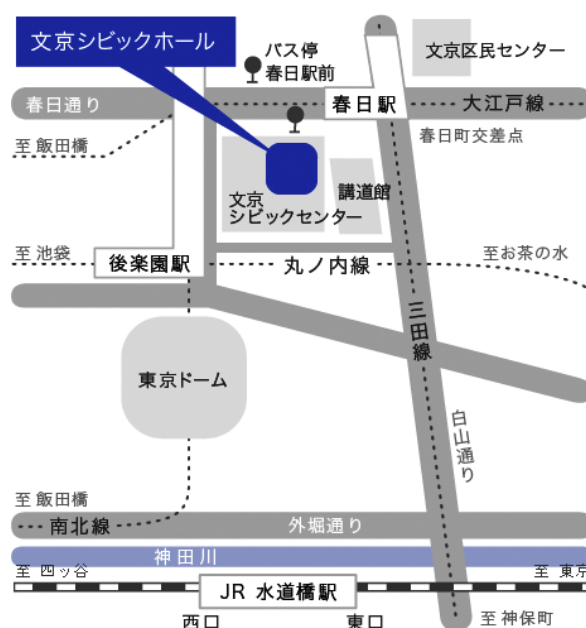 文京シビックホール
バス停
春日駅前
文京区民センター
春日通り
春日駅
大江戸線
至 飯田橋
春日町交差点
講道館
文京
シビックセンター
至 池袋
後楽園駅
丸ノ内線
至お茶の水
三田線
東京ドーム
白山通り
至 飯田橋
南北線
外堀通り
神田川
至 四ッ谷
至 東京
JR 水道橋駅
西口
東口
至 神保町